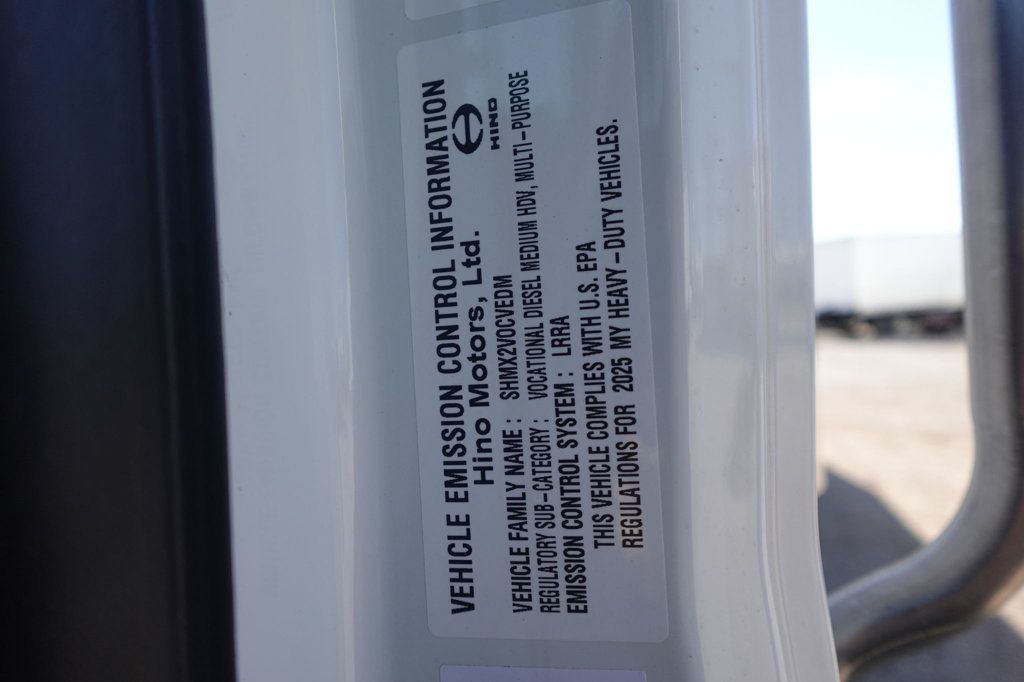 VEHICLE EMISSION CONTROL INFORMATION
Hino Motors, Ltd.
HINO
VEHICLE FAMILY NAME : SHMX2VOCVEDM
REGULATORY SUB-CATEGORY : VOCATIONAL DIESEL MEDIUM HDV, MULTI-PURPOSE
EMISSION CONTROL SYSTEM : LRRA
THIS VEHICLE COMPLIES WITH U.S. EPA
REGULATIONS FOR 2025 MY HEAVY-DUTY VEHICLES.